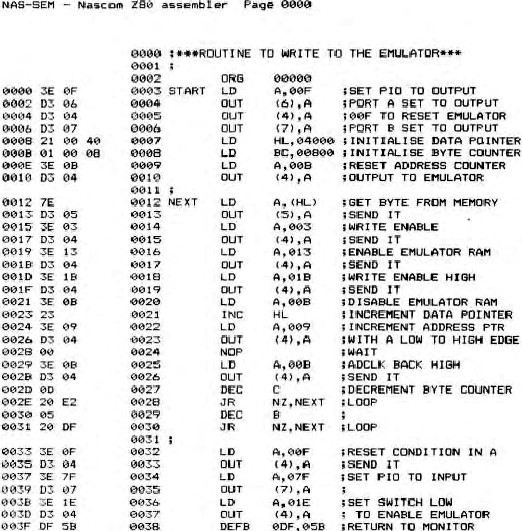 NAS-SEM - Nascom Z80 assembler Page 0000
0000 ;***ROUTINE TO WRITE TO THE EMULATOR***
0001 ;
0002 ORG 00000
0000 3E 0F 0003 START LD A,00F ;SET PIO TO OUTPUT
0002 D3 06 0004 OUT (6),A ;PORT A SET TO OUTPUT
0004 D3 04 0005 OUT (4),A ;00F TO RESET EMULATOR
0006 D3 07 0006 OUT (7),A ;PORT B SET TO OUTPUT
0008 21 00 40 0007 LD HL,04000 ;INITIALISE DATA POINTER
000B 01 00 08 0008 LD BC,00800 ;INITIALISE BYTE COUNTER
000E 3E 0B 0009 LD A,00B ;RESET ADDRESS COUNTER
0010 D3 04 0010 OUT (4),A ;OUTPUT TO EMULATOR
0011 ;
0012 7E 0012 NEXT LD A,(HL) ;GET BYTE FROM MEMORY
0013 D3 05 0013 OUT (5),A ;SEND IT
0015 3E 03 0014 LD A,003 ;WRITE ENABLE
0017 D3 04 0015 OUT (4),A ;SEND IT
0019 3E 13 0016 LD A,013 ;ENABLE EMULATOR RAM
001B D3 04 0017 OUT (4),A ;SEND IT
001D 3E 1B 0018 LD A,01B ;WRITE ENABLE HIGH
001F D3 04 0019 OUT (4),A ;SEND IT
0021 3E 0B 0020 LD A,00B ;DISABLE EMULATOR RAM
0023 23 0021 INC HL ;INCREMENT DATA POINTER
0024 3E 09 0022 LD A,009 ;INCREMENT ADDRESS PTR
0026 D3 04 0023 OUT (4),A ;WITH A LOW TO HIGH EDGE
0028 00 0024 NOP ;WAIT
0029 3E 0B 0025 LD A,00B ;ADCLK BACK HIGH
002B D3 04 0026 OUT (4),A ;SEND IT
002D 0D 0027 DEC C ;DECREMENT BYTE COUNTER
002E 20 E2 0028 JR NZ,NEXT ;LOOP
0030 05 0029 DEC B ;
0031 20 DF 0030 JR NZ,NEXT ;LOOP
0031 ;
0033 3E 0F 0032 LD A,00F ;RESET CONDITION IN A
0035 D3 04 0033 OUT (4),A ;SEND IT
0037 3E 7F 0034 LD A,07F ;SET PIO TO INPUT
0039 D3 07 0035 OUT (7),A ;
003B 3E 1E 0036 LD A,01E ;SET SWITCH LOW
003D D3 04 0037 OUT (4),A ; TO ENABLE EMULATOR
003F DF 5B 0038 DEFB 0DF,05B ;RETURN TO MONITOR